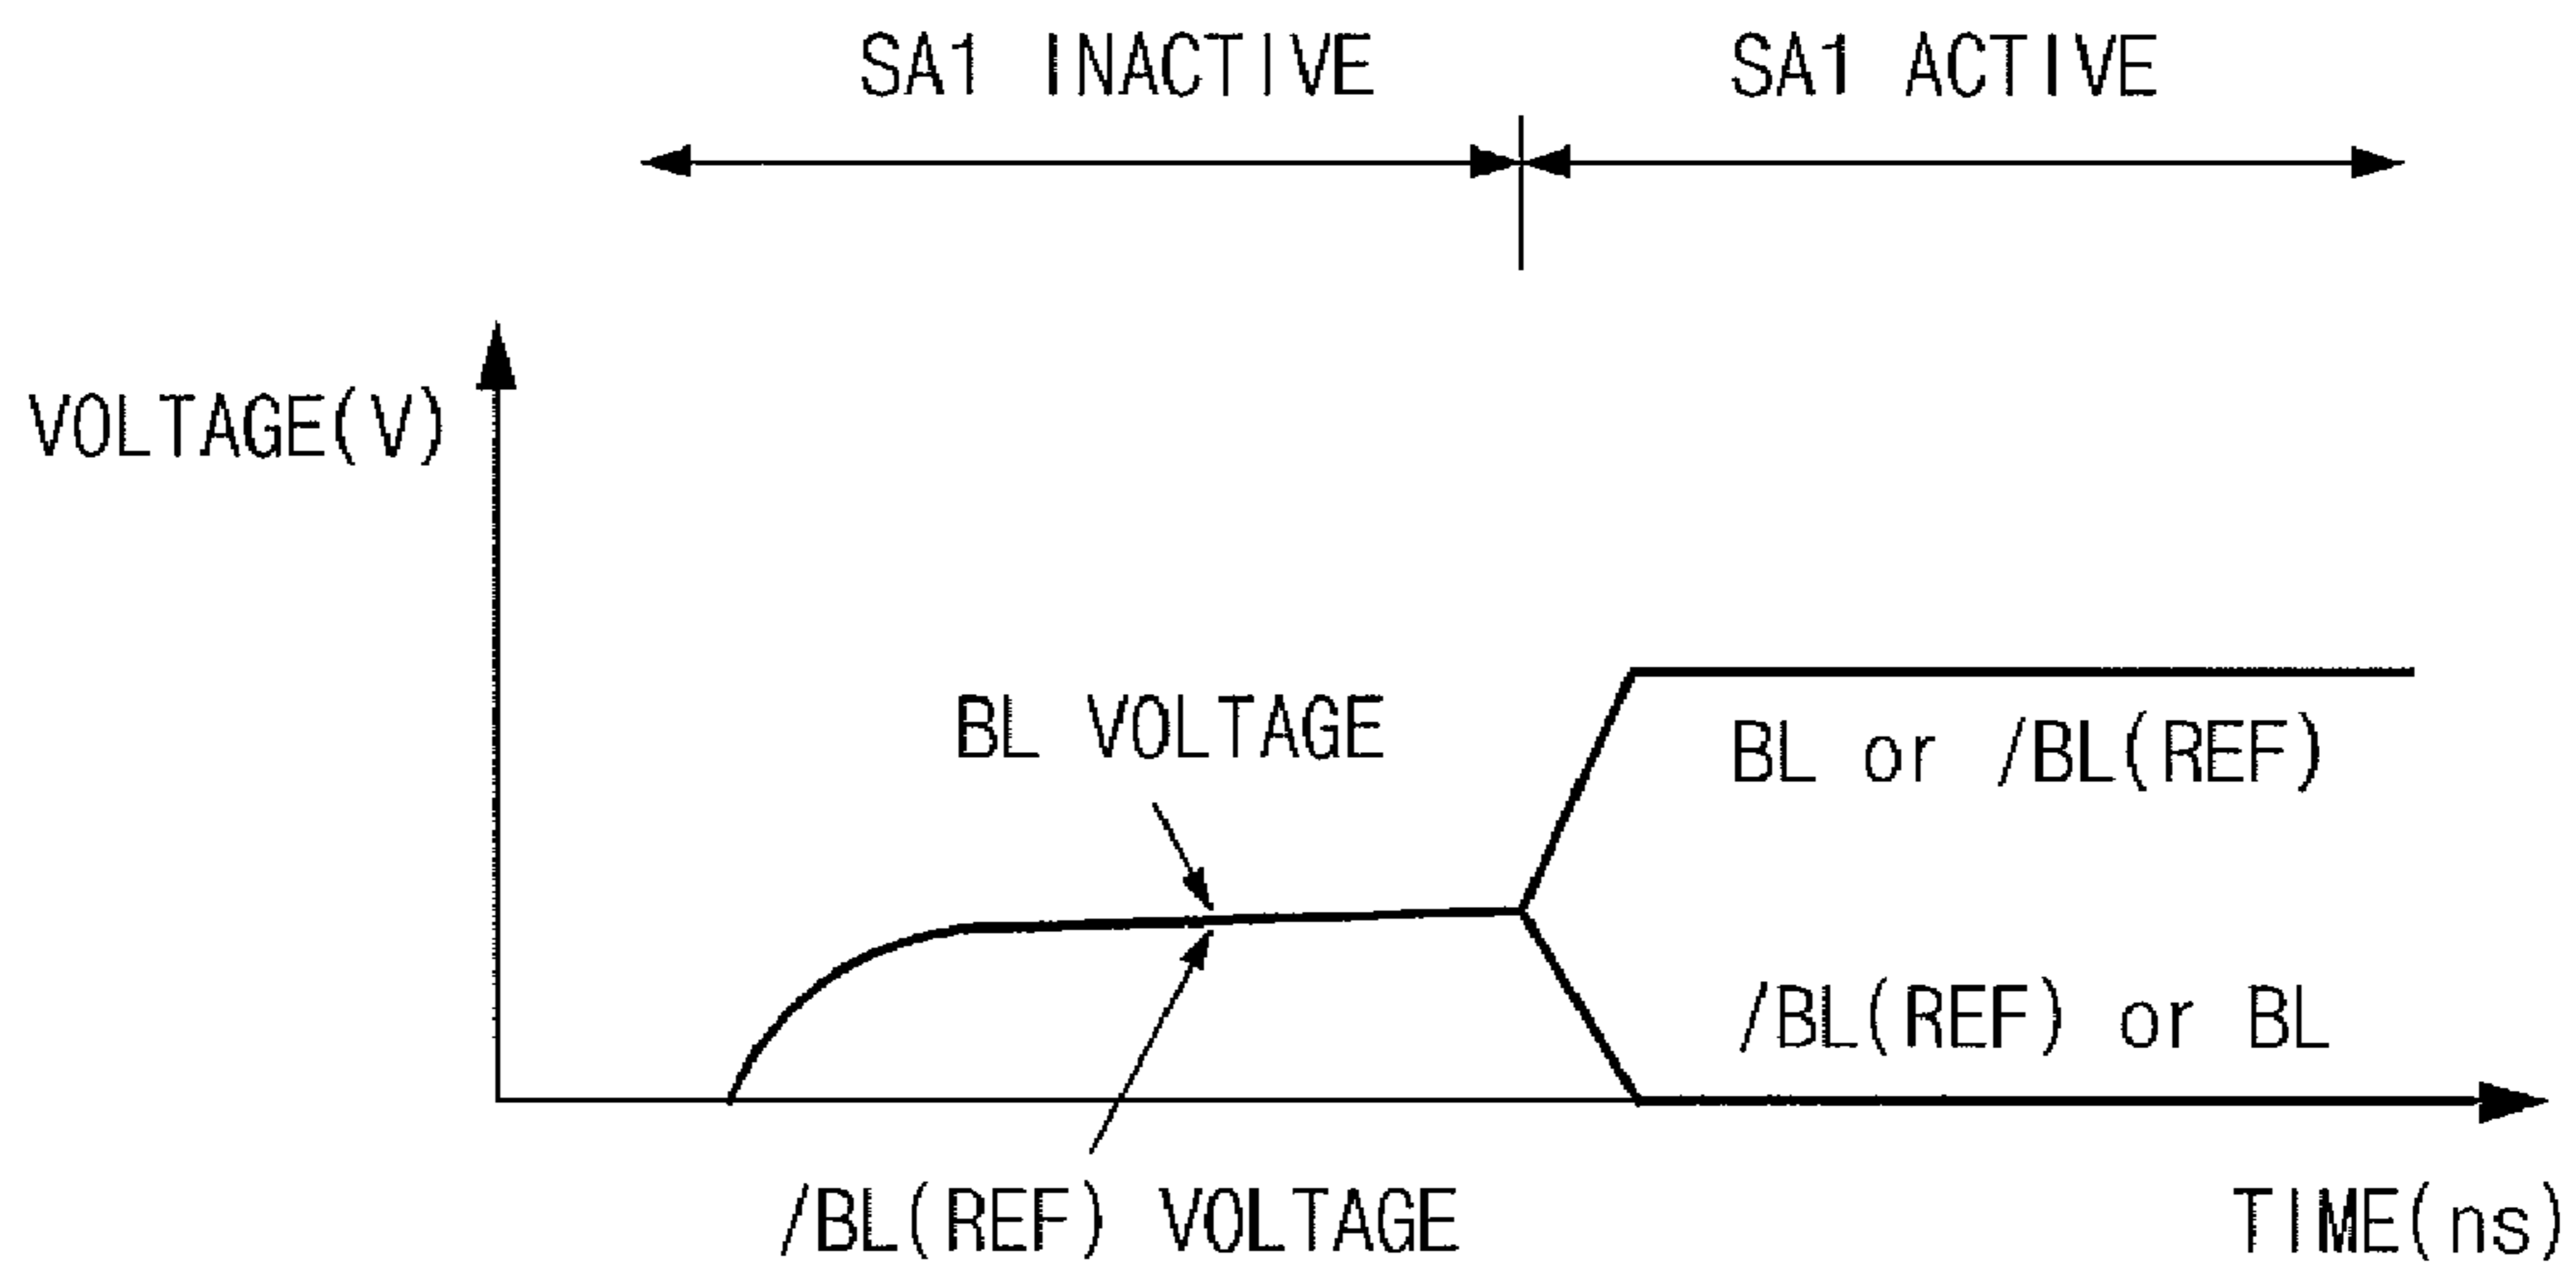 SA1 INACTIVE
SA1 ACTIVE
VOLTAGE(V)
BL VOLTAGE
BL or /BL(REF)
/BL(REF) or BL
/BL(REF) VOLTAGE
TIME(ns)